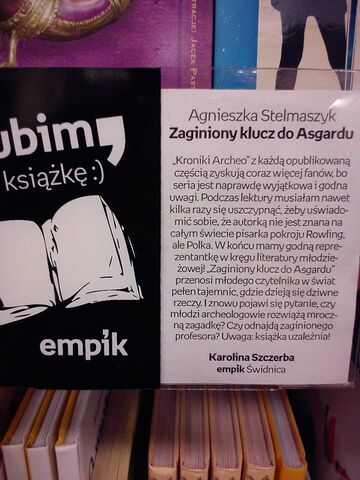 ILUSTRACJE: JACEK PAS
ubim,
książkę :)
empik
Agnieszka Stelmaszyk
Zaginiony klucz do Asgardu
„Kroniki Archeo” z każdą opublikowaną
częścią zyskują coraz więcej fanów, bo
seria jest naprawdę wyjątkowa i godna
uwagi. Podczas lektury musiałam nawet
kilka razy się uszczypnąć, żeby uświado-
mić sobie, że autorką nie jest znana na
całym świecie pisarka pokroju Rowling,
ale Polka. W końcu mamy godną repre-
zentantkę w kręgu literatury młodzie-
żowej! „Zaginiony klucz do Asgardu”
przenosi młodego czytelnika w świat
pełen tajemnic, gdzie dzieją się dziwne
rzeczy. I znowu pojawi się pytanie, czy
młodzi archeologowie rozwiążą mrocz-
ną zagadkę? Czy odnajdą zaginionego
profesora? Uwaga: książka uzależnia!
Karolina Szczerba
empik Świdnica